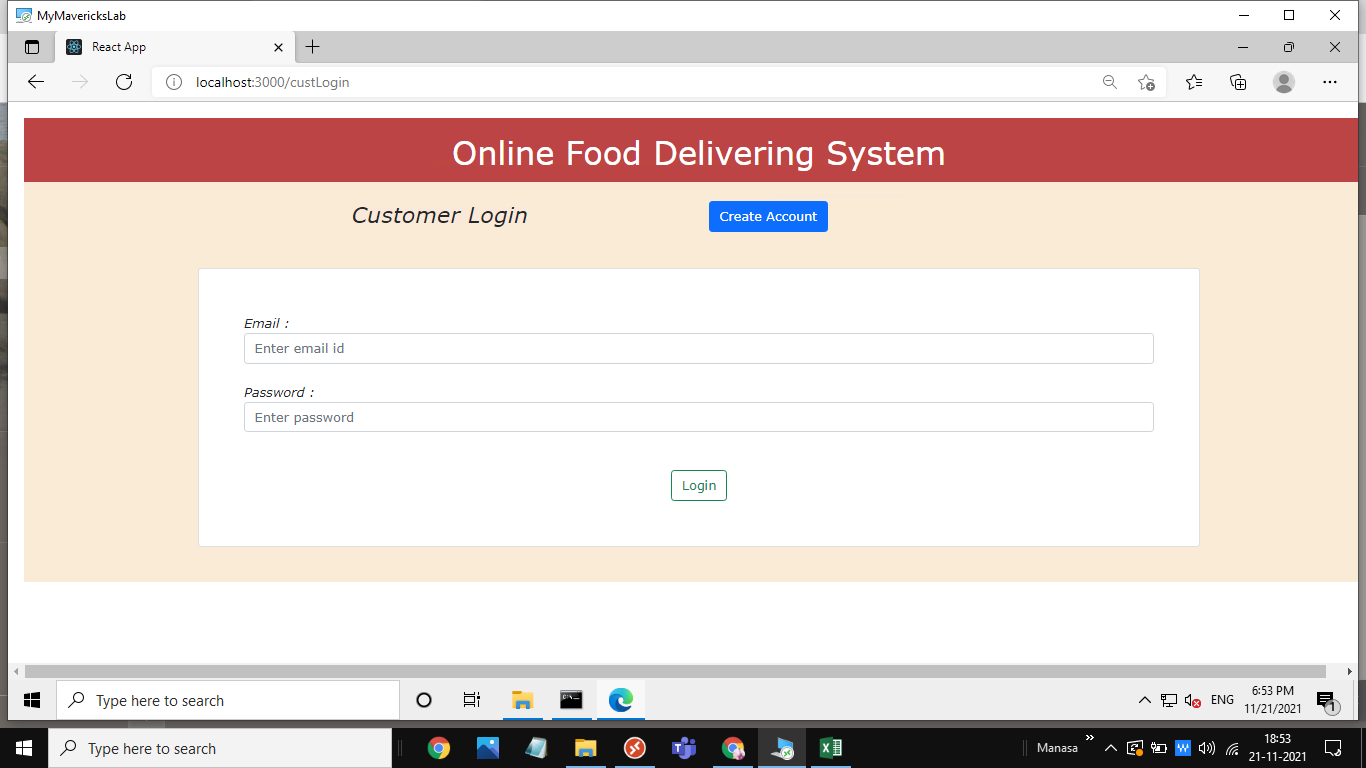 MyMavericksLab
React App
localhost:3000/custLogin
Online Food Delivering System
Customer Login
Create Account
Email :
Enter email id
Password :
Enter password
Login
Type here to search
ENG
6:53 PM
11/21/2021
1
Type here to search
Manasa
18:53
21-11-2021